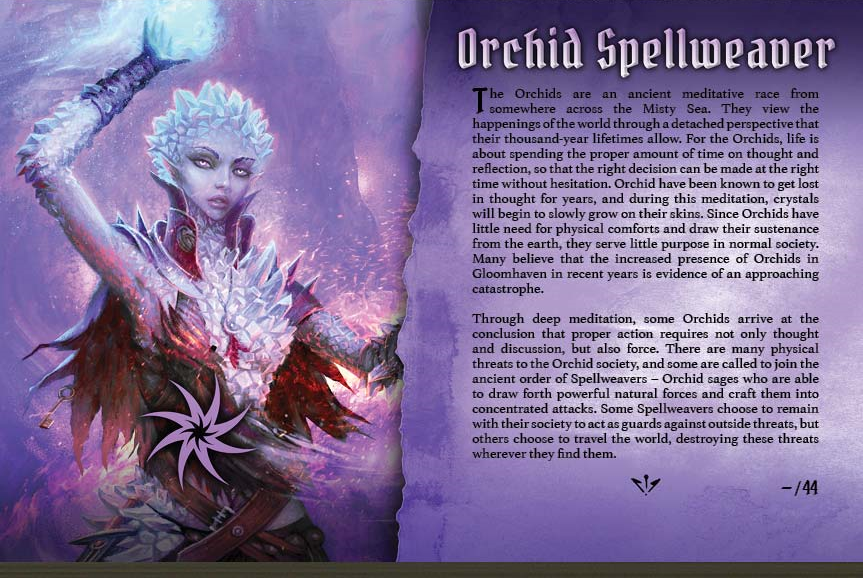 Orchid Spellweaver
The Orchids are an ancient meditative race from
somewhere across the Misty Sea. They view the
happenings of the world through a detached perspective that
their thousand-year lifetimes allow. For the Orchids, life is
about spending the proper amount of time on thought and
reflection, so that the right decision can be made at the right
time without hesitation. Orchid have been known to get lost
in thought for years, and during this meditation, crystals
will begin to slowly grow on their skins. Since Orchids have
little need for physical comforts and draw their sustenance
from the earth, they serve little purpose in normal society.
Many believe that the increased presence of Orchids in
Gloomhaven in recent years is evidence of an approaching
catastrophe.
Through deep meditation, some Orchids arrive at the
conclusion that proper action requires not only thought
and discussion, but also force. There are many physical
threats to the Orchid society, and some are called to join the
ancient order of Spellweavers – Orchid sages who are able
to draw forth powerful natural forces and craft them into
concentrated attacks. Some Spellweavers choose to remain
with their society to act as guards against outside threats, but
others choose to travel the world, destroying these threats
wherever they find them.
– /44